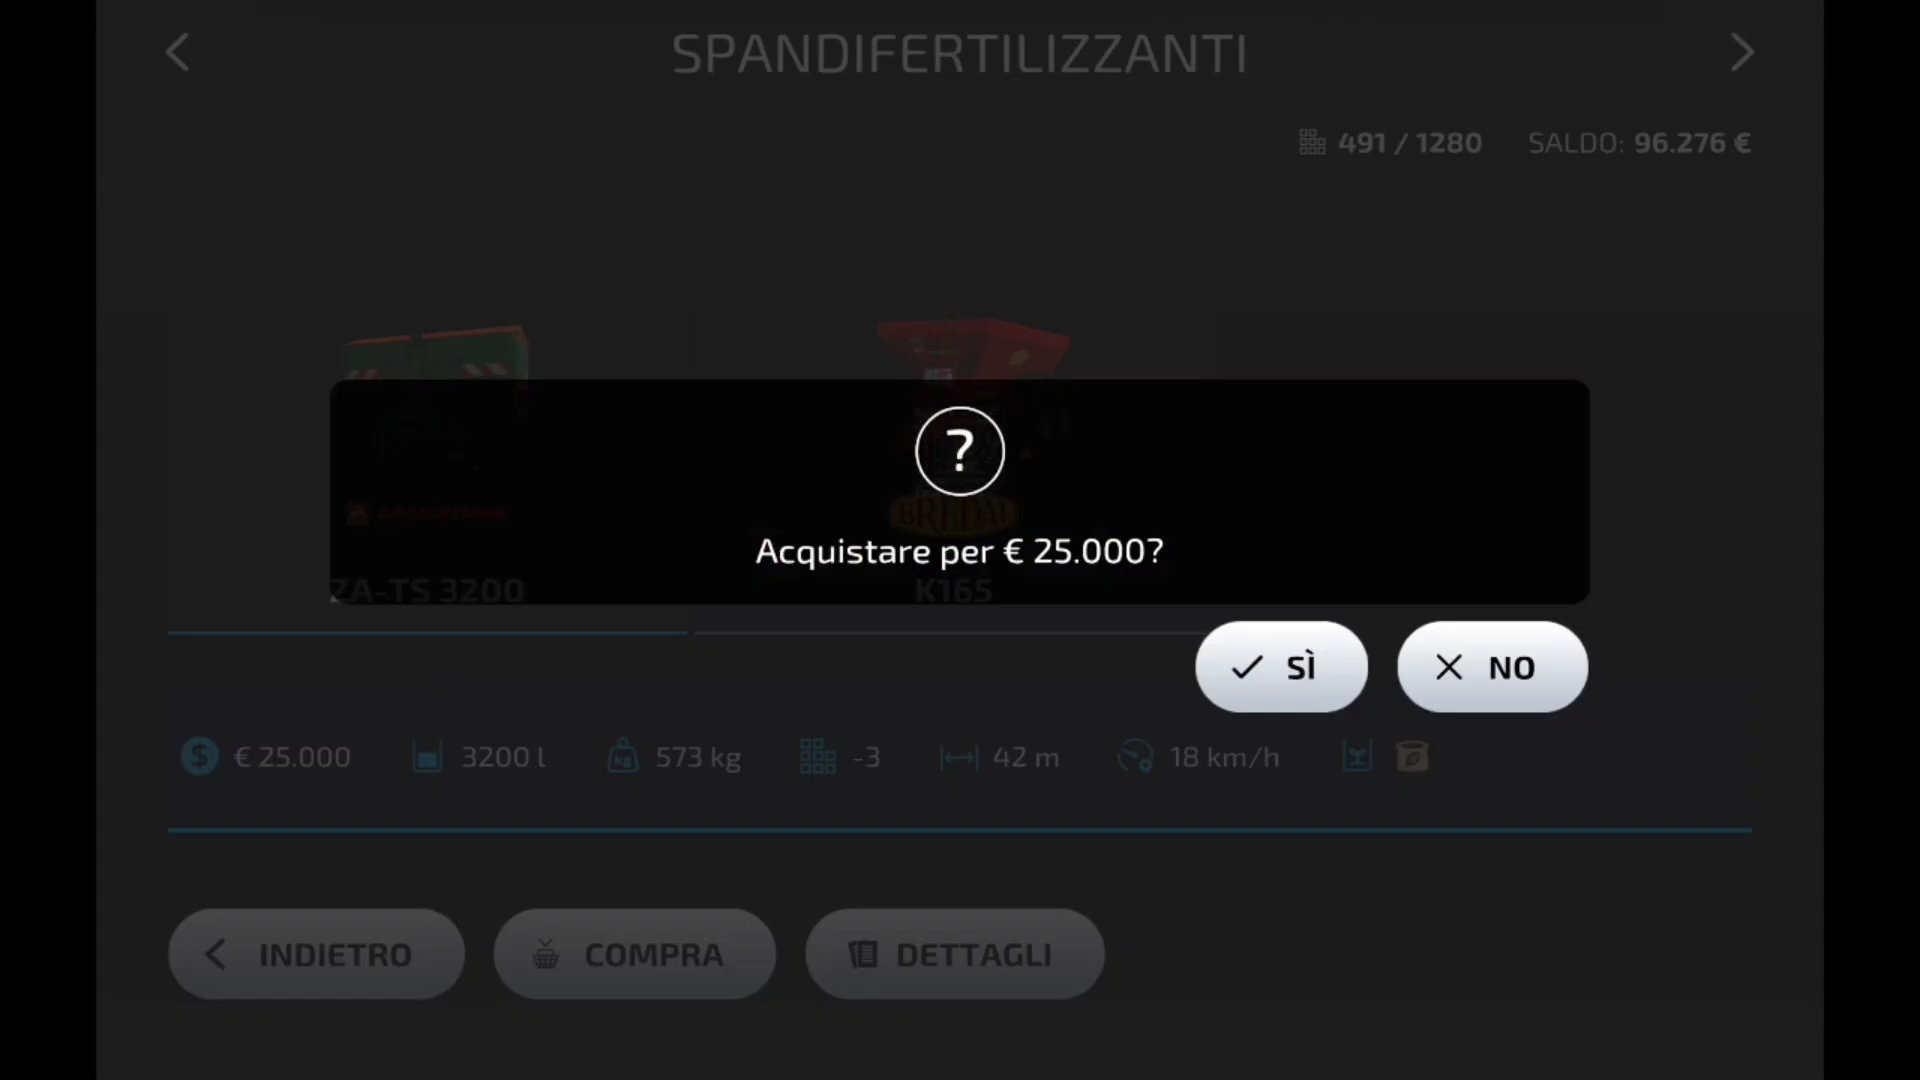 SPANDIFERTILIZZANTI
491 / 1280 SALDO: 96.276 €
BREDAL
Acquistare per € 25.000?
ZA-TS 3200 K165
SÌ NO
€ 25.000 3200 l 573 kg -3 42 m 18 km/h
INDIETRO COMPRA DETTAGLI